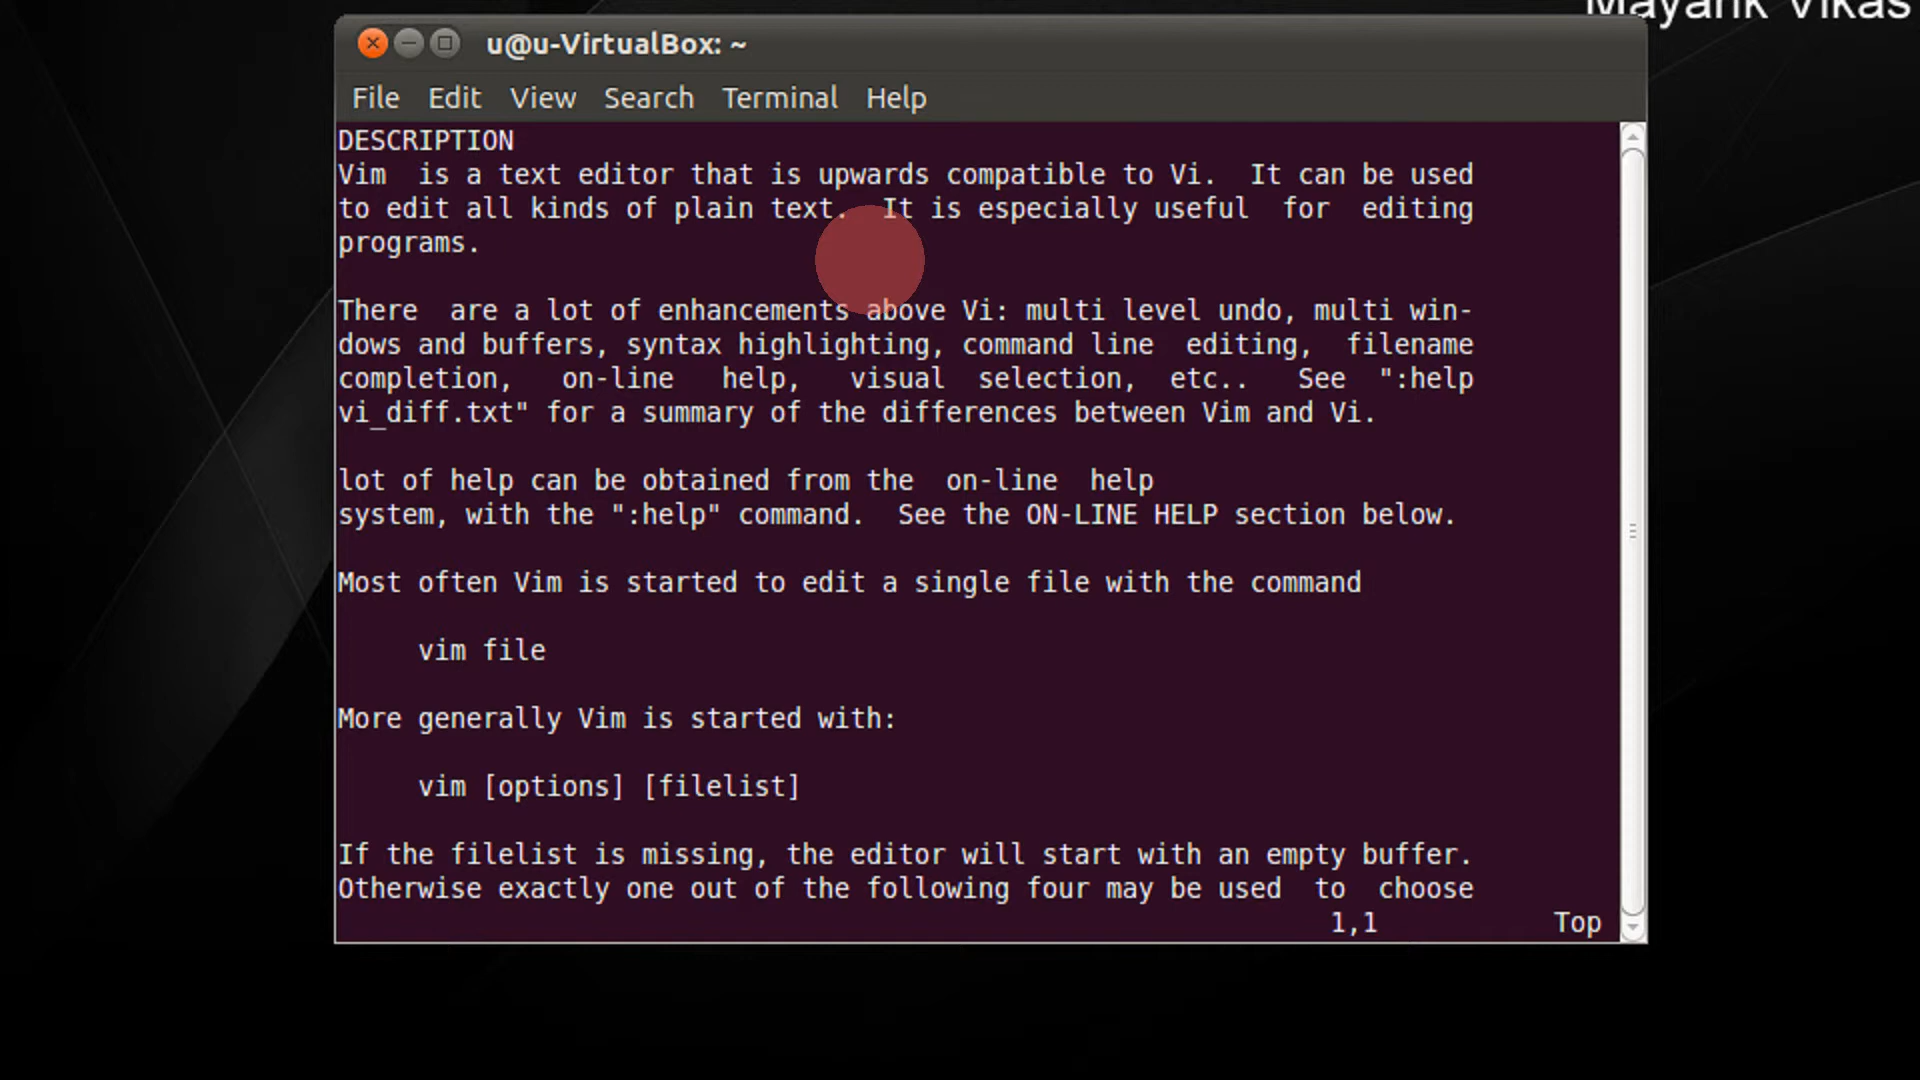 Mayank Vikas
u@u-VirtualBox: ~
File Edit View Search Terminal Help
DESCRIPTION
Vim  is a text editor that is upwards compatible to Vi.  It can be used
to edit all kinds of plain text.  It is especially useful  for  editing
programs.
There  are a lot of enhancements above Vi: multi level undo, multi win-
dows and buffers, syntax highlighting, command line  editing,  filename
completion,   on-line   help,   visual  selection,  etc..   See  ":help
vi_diff.txt" for a summary of the differences between Vim and Vi.
lot of help can be obtained from the  on-line  help
system, with the ":help" command.  See the ON-LINE HELP section below.
Most often Vim is started to edit a single file with the command
vim file
More generally Vim is started with:
vim [options] [filelist]
If the filelist is missing, the editor will start with an empty buffer.
Otherwise exactly one out of the following four may be used  to  choose
1,1 Top